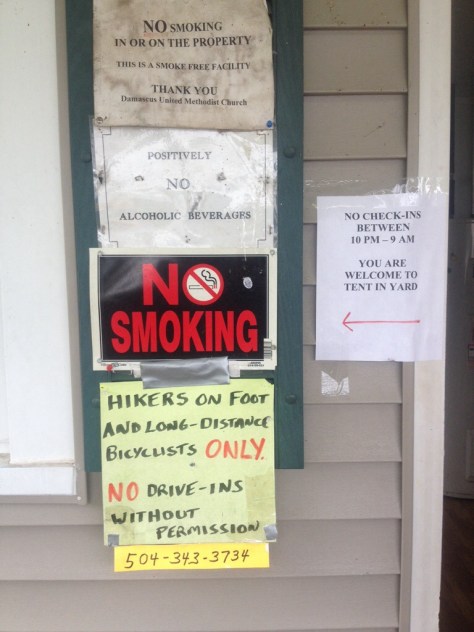 NO SMOKING
IN OR ON THE PROPERTY
THIS IS A SMOKE FREE FACILITY
THANK YOU
Damascus United Methodist Church
POSITIVELY
NO
ALCOHOLIC BEVERAGES
NO
SMOKING
HIKERS ON FOOT
AND LONG-DISTANCE
BICYCLISTS ONLY.
NO DRIVE-INS
WITHOUT
PERMISSION
504-343-3734
NO CHECK-INS
BETWEEN
10 PM – 9 AM
YOU ARE
WELCOME TO
TENT IN YARD